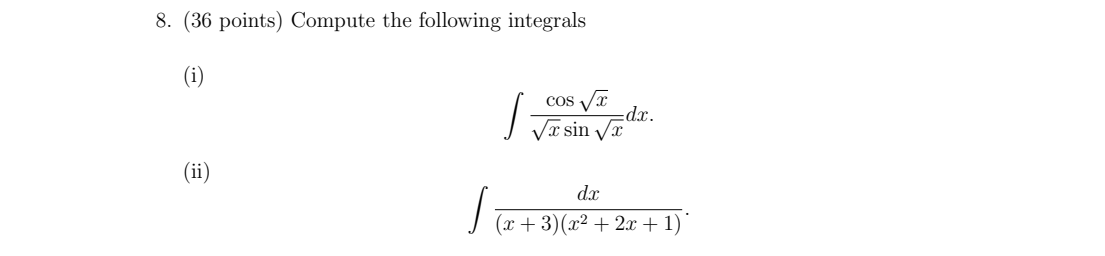 8. (36 points) Compute the following integrals
(i)
∫ cos √x / (√x sin √x) dx.
(ii)
∫ dx / ((x + 3)(x² + 2x + 1)).